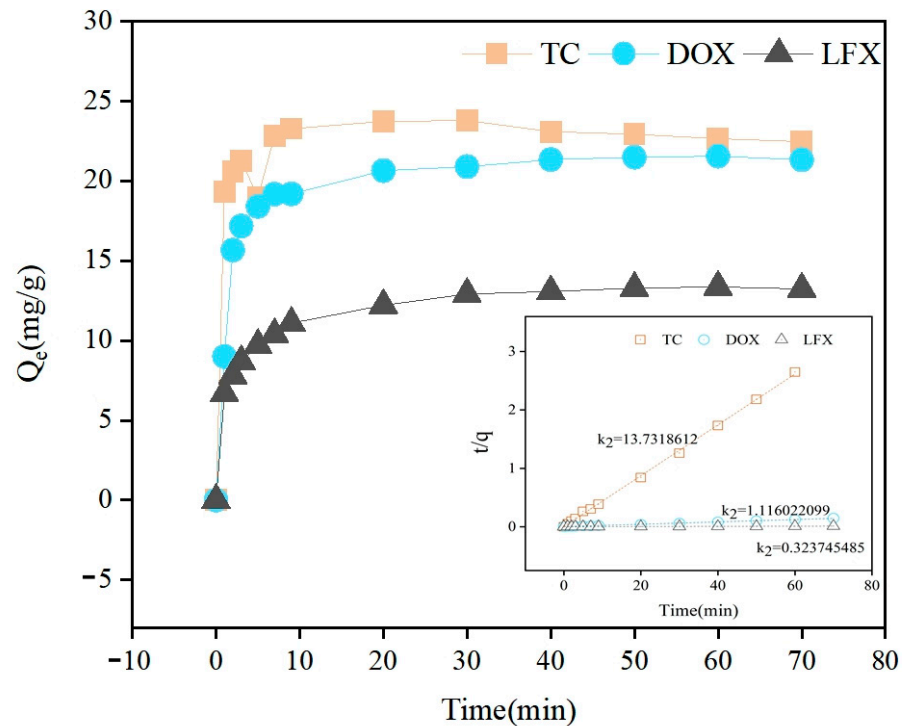 30
TC DOX LFX
25
20
15
10
5
0
−5
Qₑ(mg/g)
−10 0 10 20 30 40 50 60 70 80
Time(min)
TC DOX LFX
3
2
1
0
t/q
k₂=13.7318612
k₂=1.116022099
k₂=0.323745485
0 20 40 60 80
Time(min)